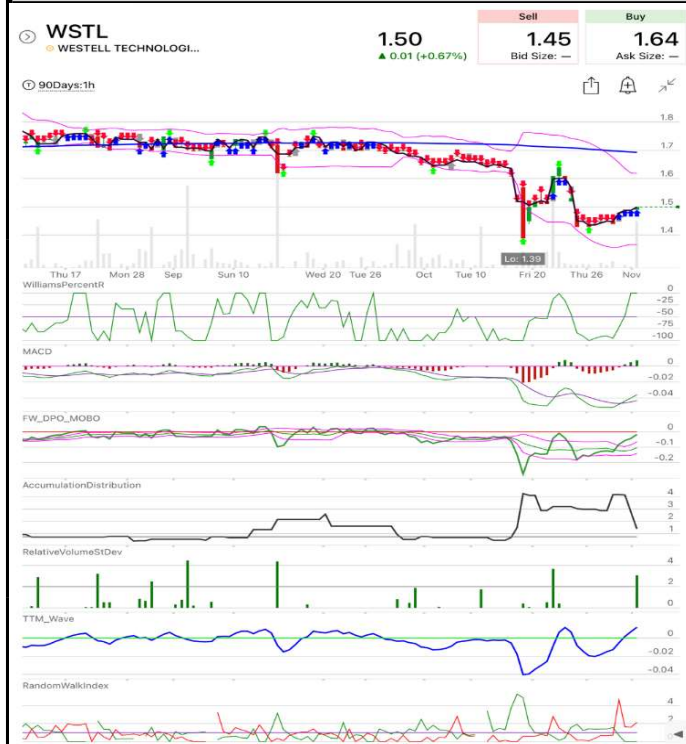 WSTL
WESTELL TECHNOLOGI...
1.50
▲ 0.01 (+0.67%)
Sell
1.45
Bid Size: —
Buy
1.64
Ask Size: —
T 90Days:1h
1.8
1.7
1.6
1.5
1.4
Lo: 1.39
Thu 17 Mon 28 Sep Sun 10 Wed 20 Tue 28 Oct Tue 10 Fri 20 Thu 26 Nov
WilliamsPercentR
0
-25
-50
-75
-100
MACD
0
-0.02
-0.04
FW_DPO_MOBO
0
-0.1
-0.2
AccumulationDistribution
4
3
2
1
RelativeVolumeStDev
4
2
0
TTM_Wave
0
-0.02
-0.04
RandomWalkIndex
4
2
0